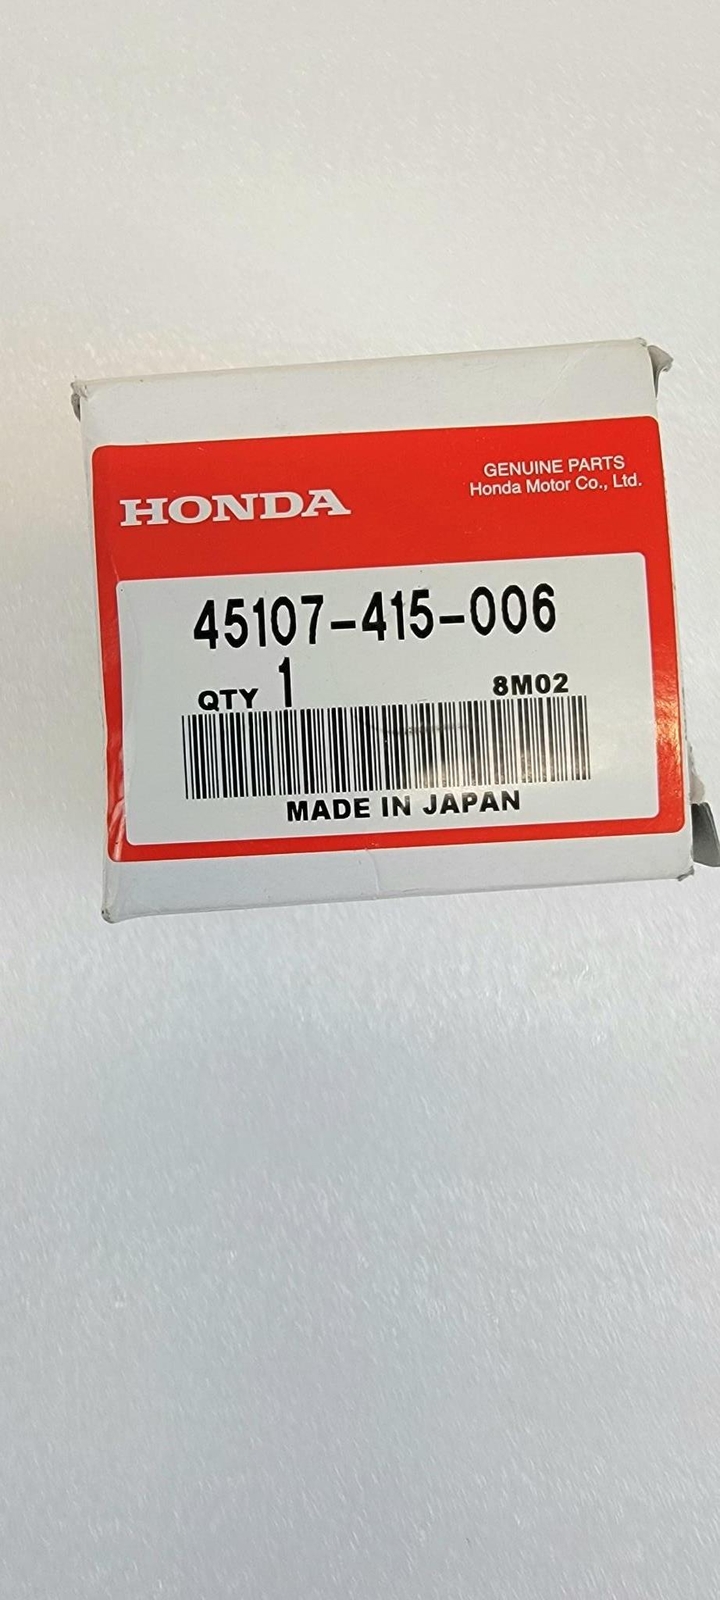 HONDA
GENUINE PARTS
Honda Motor Co., Ltd.
45107-415-006
QTY 1
8M02
MADE IN JAPAN